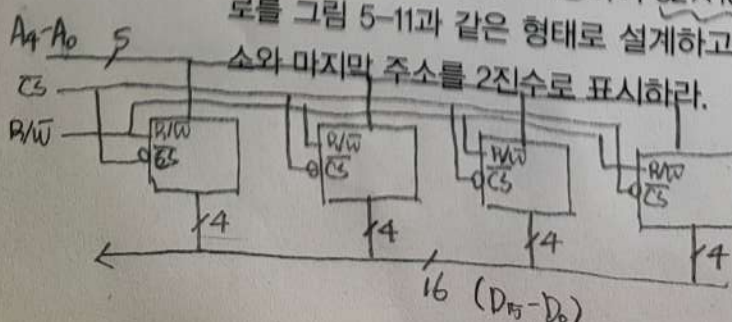 로를 그림 5-11과 같은 형태로 설계하고
소와 마지막 주소를 2진수로 표시하라.
A4-A0 5
CS
R/W
R/W
CS
4
R/W
CS
4
R/W
CS
4
R/W
CS
4
16 (D15-D0)